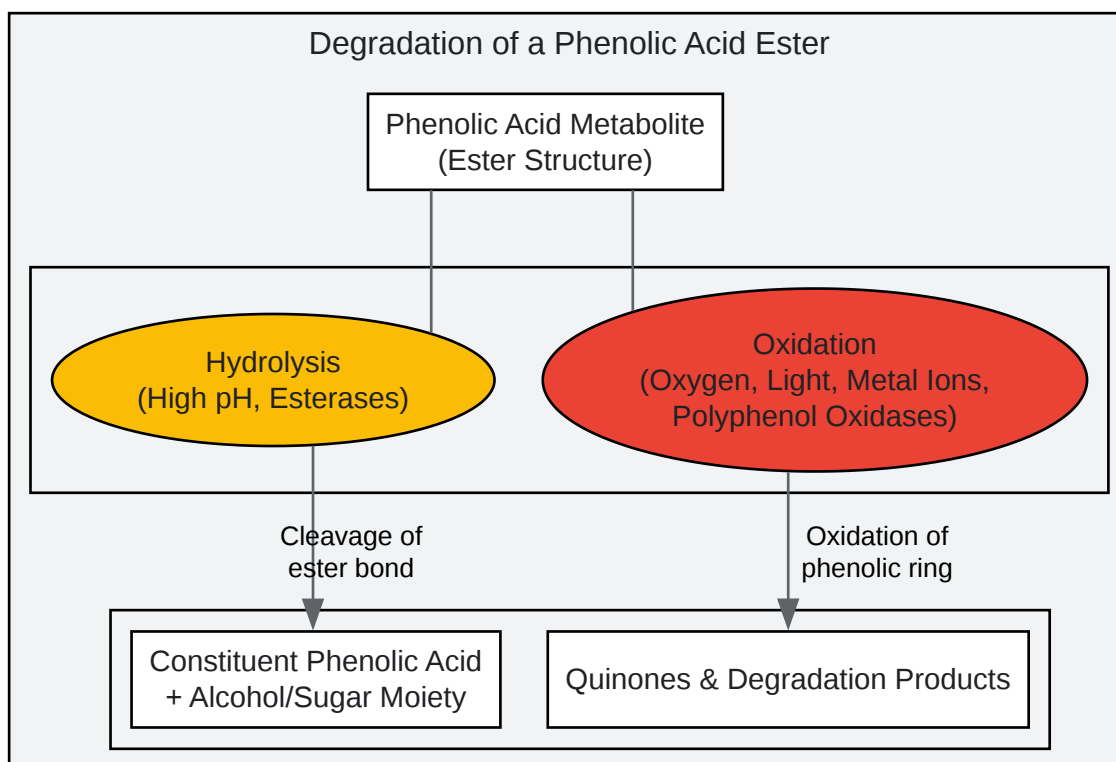 Degradation of a Phenolic Acid Ester
Phenolic Acid Metabolite
(Ester Structure)
Hydrolysis
(High pH, Esterases)
Oxidation
(Oxygen, Light, Metal Ions,
Polyphenol Oxidases)
Cleavage of
ester bond
Oxidation of
phenolic ring
Constituent Phenolic Acid
+ Alcohol/Sugar Moiety
Quinones & Degradation Products